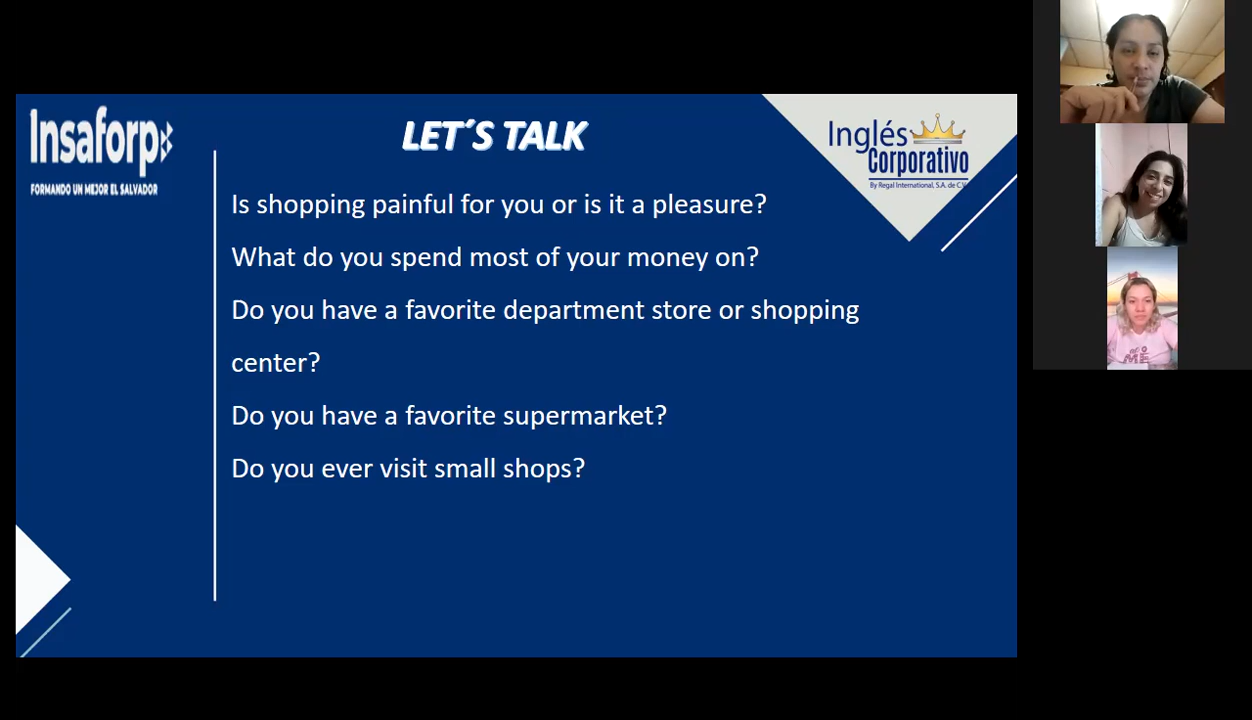 Insaforp
FORMANDO UN MEJOR EL SALVADOR
LET´S TALK
Inglés
Corporativo
By Regal International, S.A. de C.V.
Is shopping painful for you or is it a pleasure?
What do you spend most of your money on?
Do you have a favorite department store or shopping
center?
Do you have a favorite supermarket?
Do you ever visit small shops?
ME